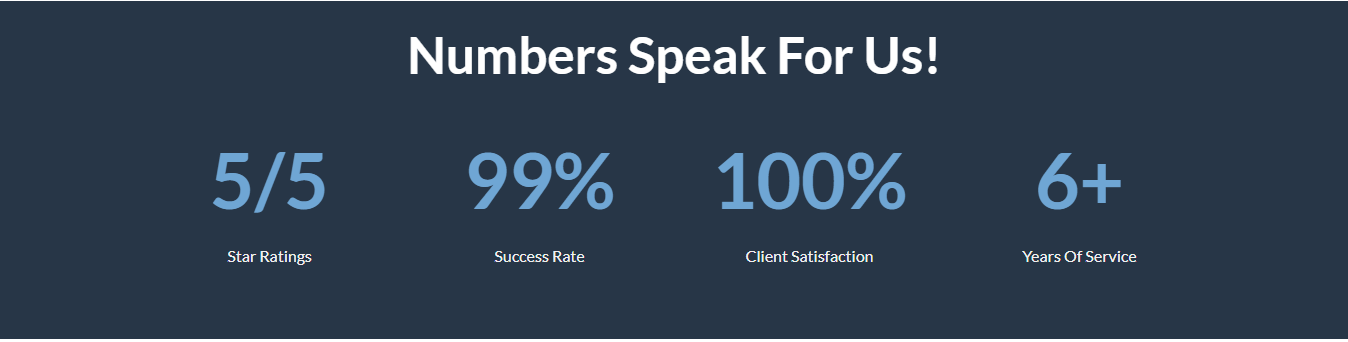 Numbers Speak For Us!
5/5 99% 100% 6+
Star Ratings Success Rate Client Satisfaction Years Of Service